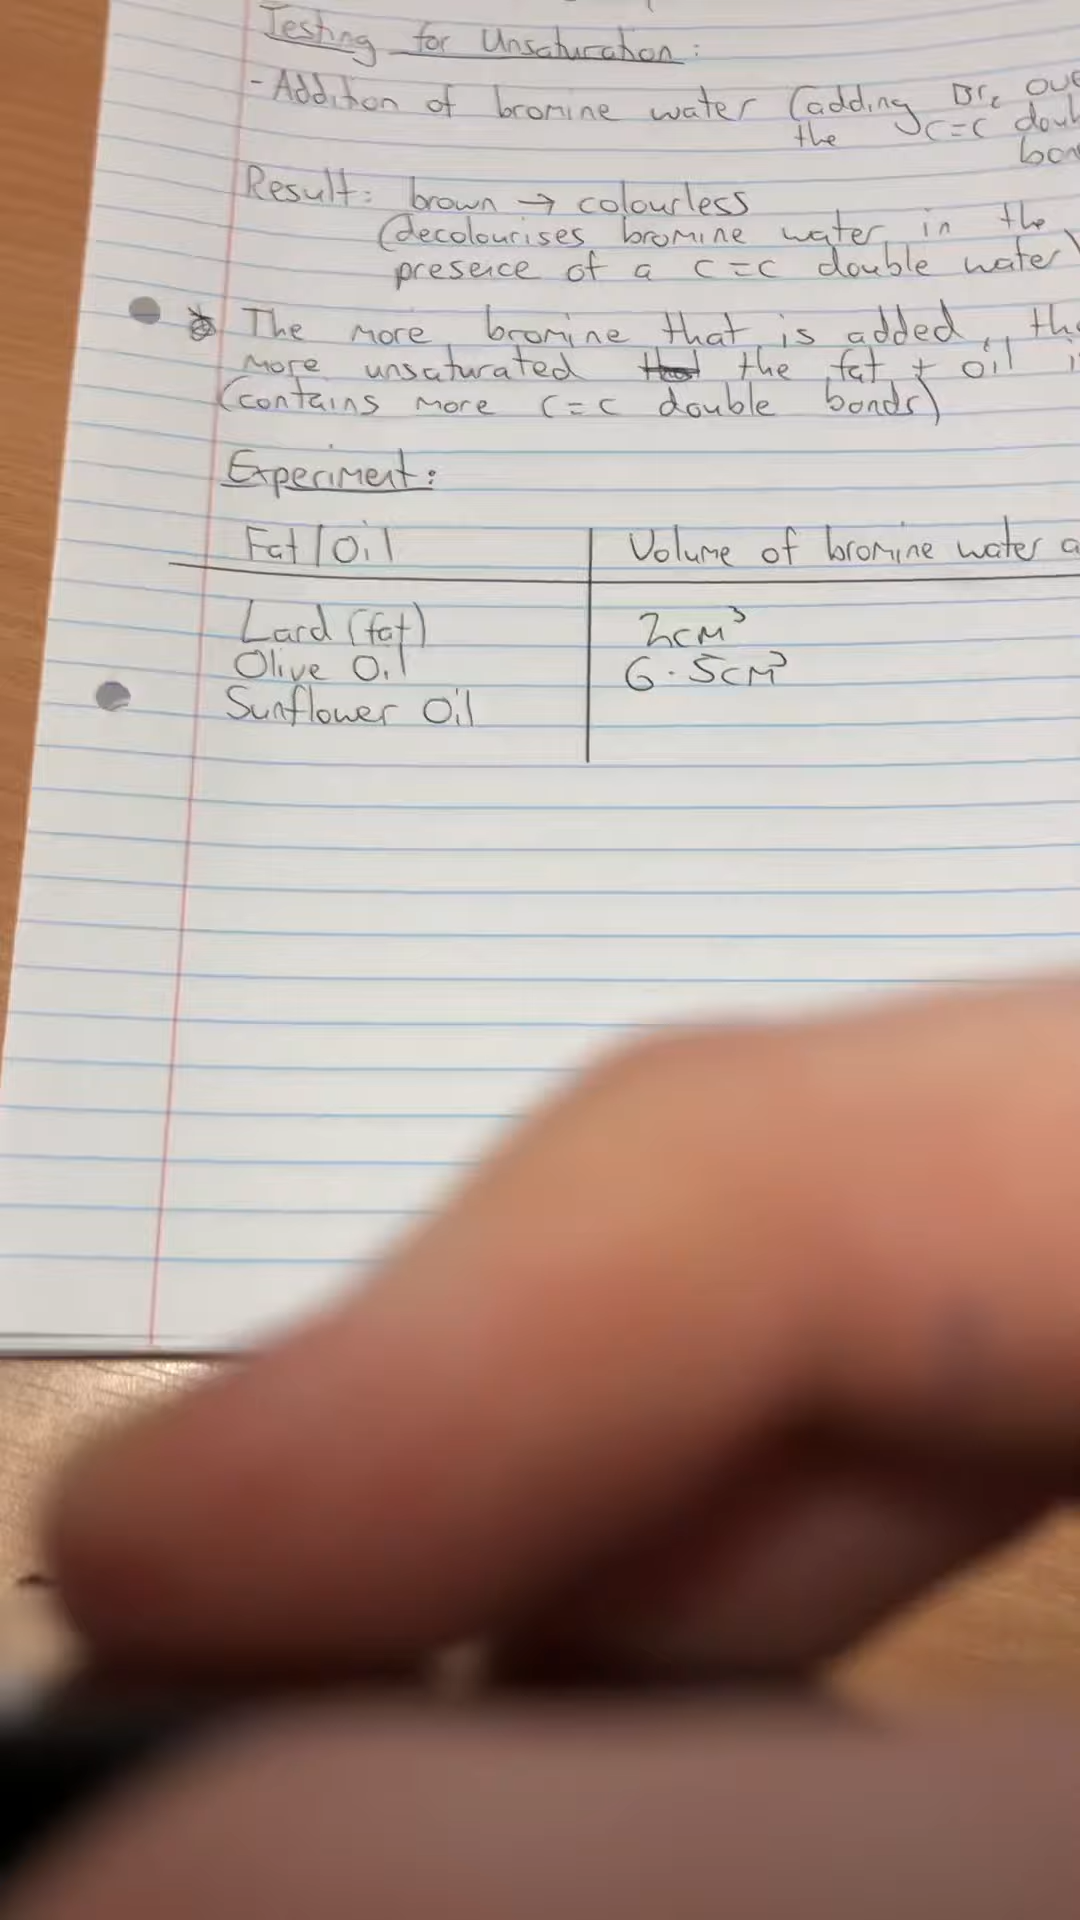 Testing for Unsaturation:
- Addition of bromine water (adding Br₂
the C=C
Result: brown → colourless
(decolourises bromine water in the
presence of a C=C double water)
* The more bromine that is added, the
more unsaturated the fat + oil
(contains more C=C double bonds)
Experiment:
Fat/Oil Volume of bromine water
Lard (fat) 2cm³
Olive Oil 6.5cm³
Sunflower Oil